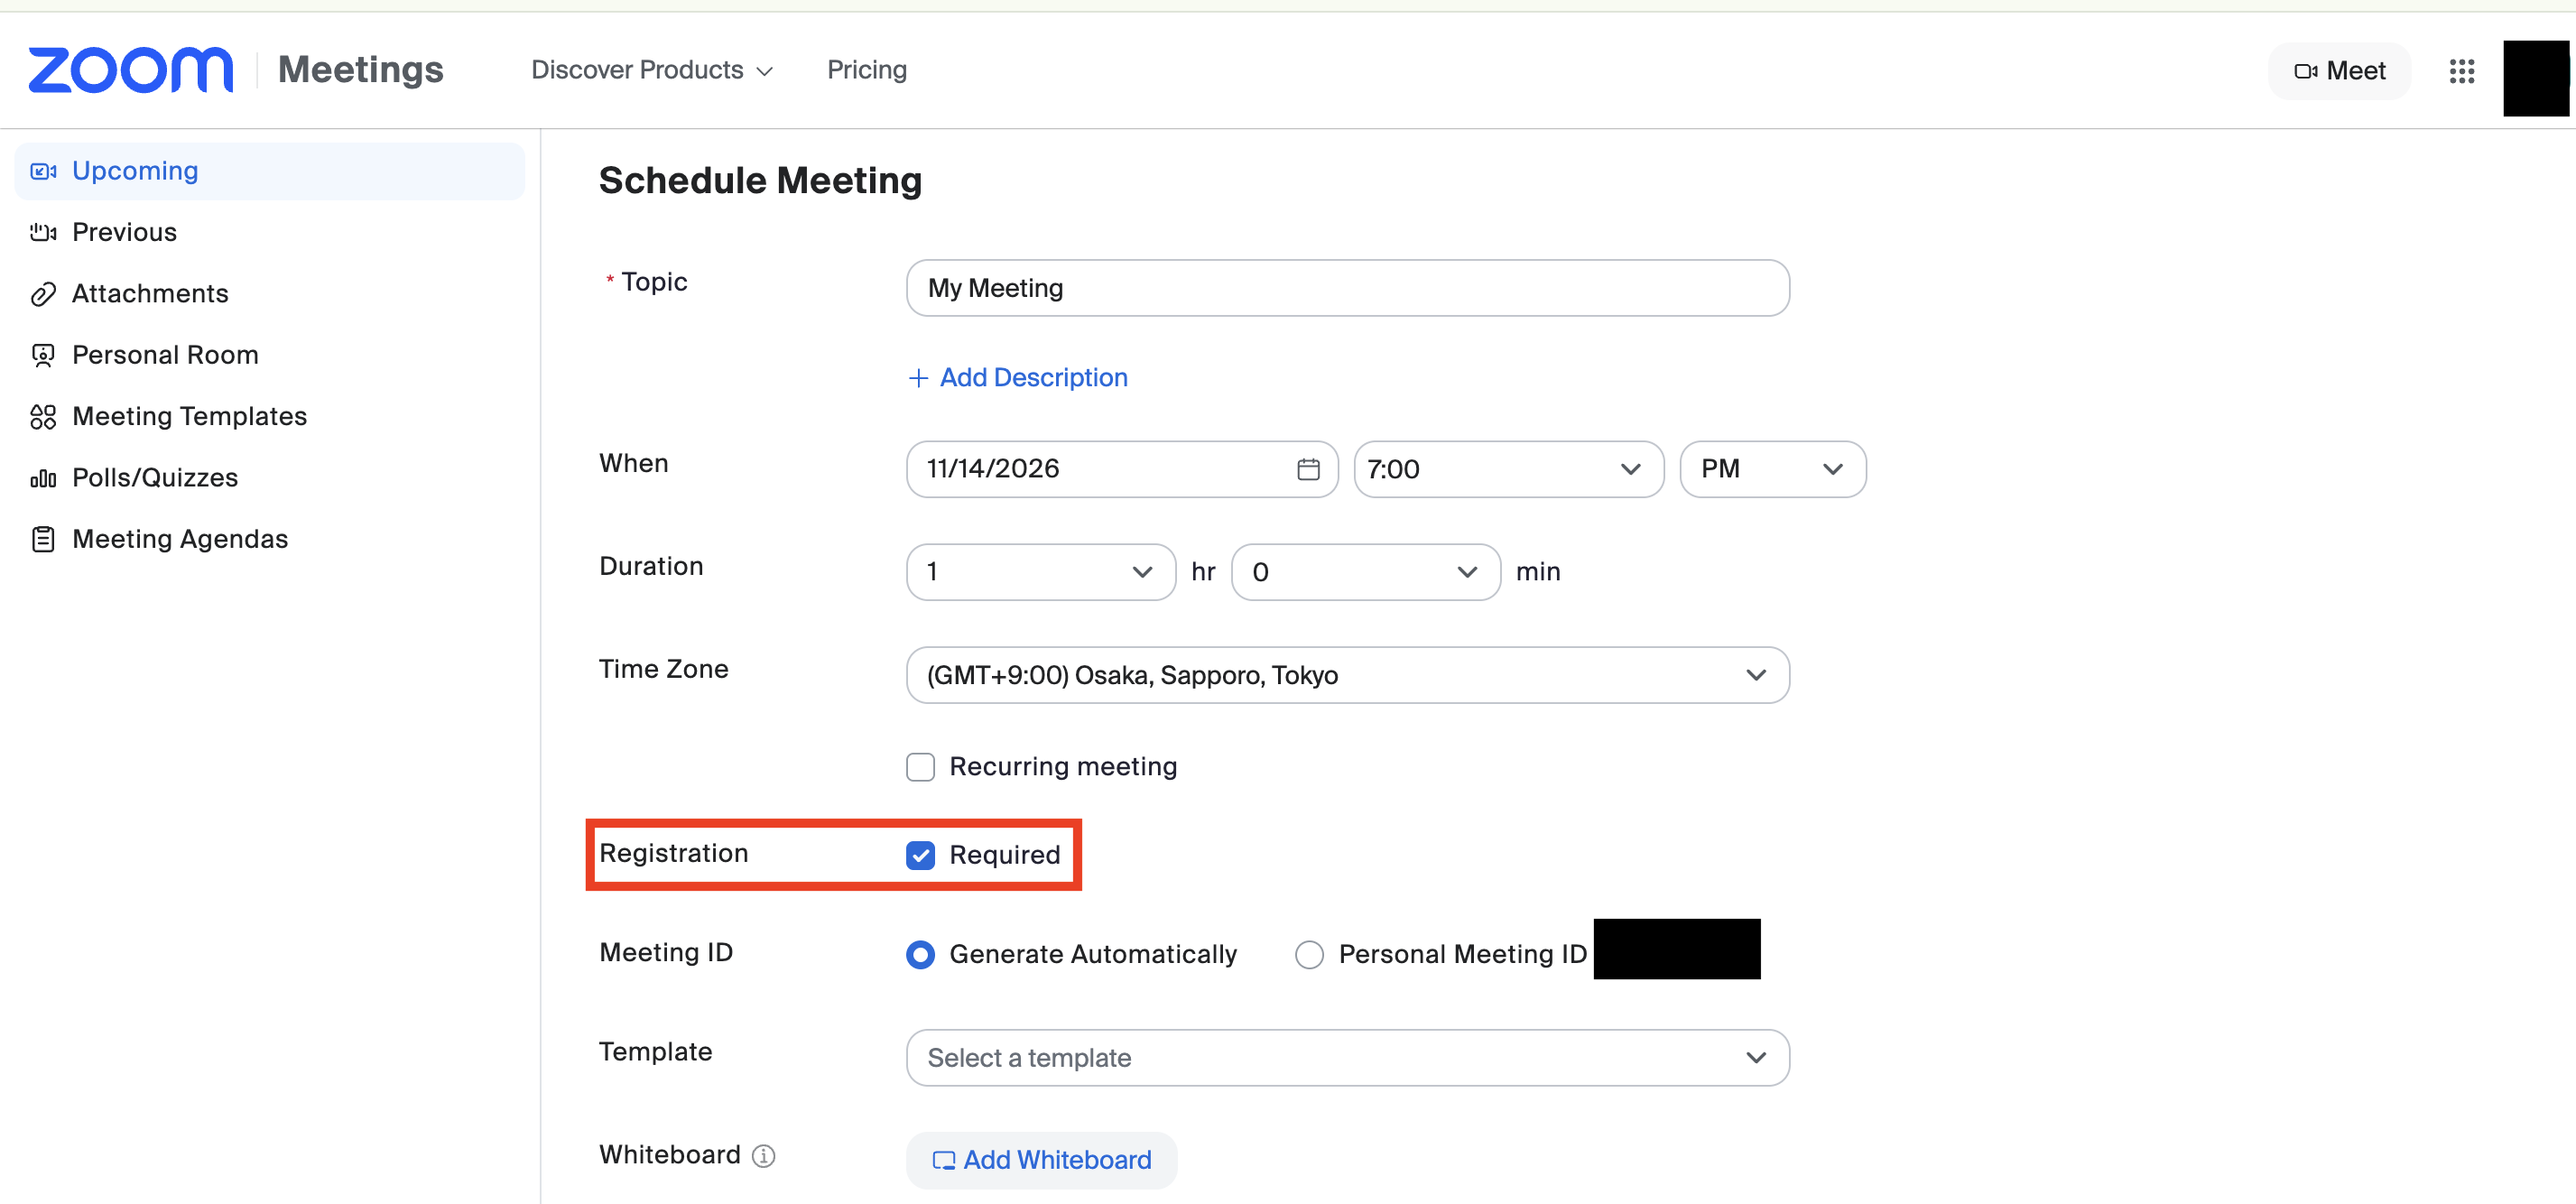 zoom Meetings Discover Products Pricing Meet
Upcoming
Previous
Attachments
Personal Room
Meeting Templates
Polls/Quizzes
Meeting Agendas
Schedule Meeting
* Topic My Meeting
+ Add Description
When 11/14/2026 7:00 PM
Duration 1 hr 0 min
Time Zone (GMT+9:00) Osaka, Sapporo, Tokyo
Recurring meeting
Registration Required
Meeting ID Generate Automatically Personal Meeting ID
Template Select a template
Whiteboard Add Whiteboard